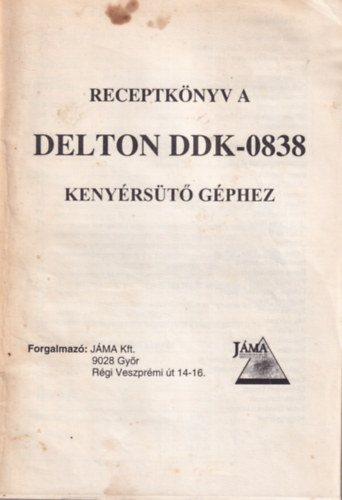 RECEPTKÖNYV A
DELTON DDK-0838
KENYÉRSÜTŐ GÉPHEZ
Forgalmazó: JÁMA Kft.
9028 Győr
Régi Veszprémi út 14-16.
JÁMA